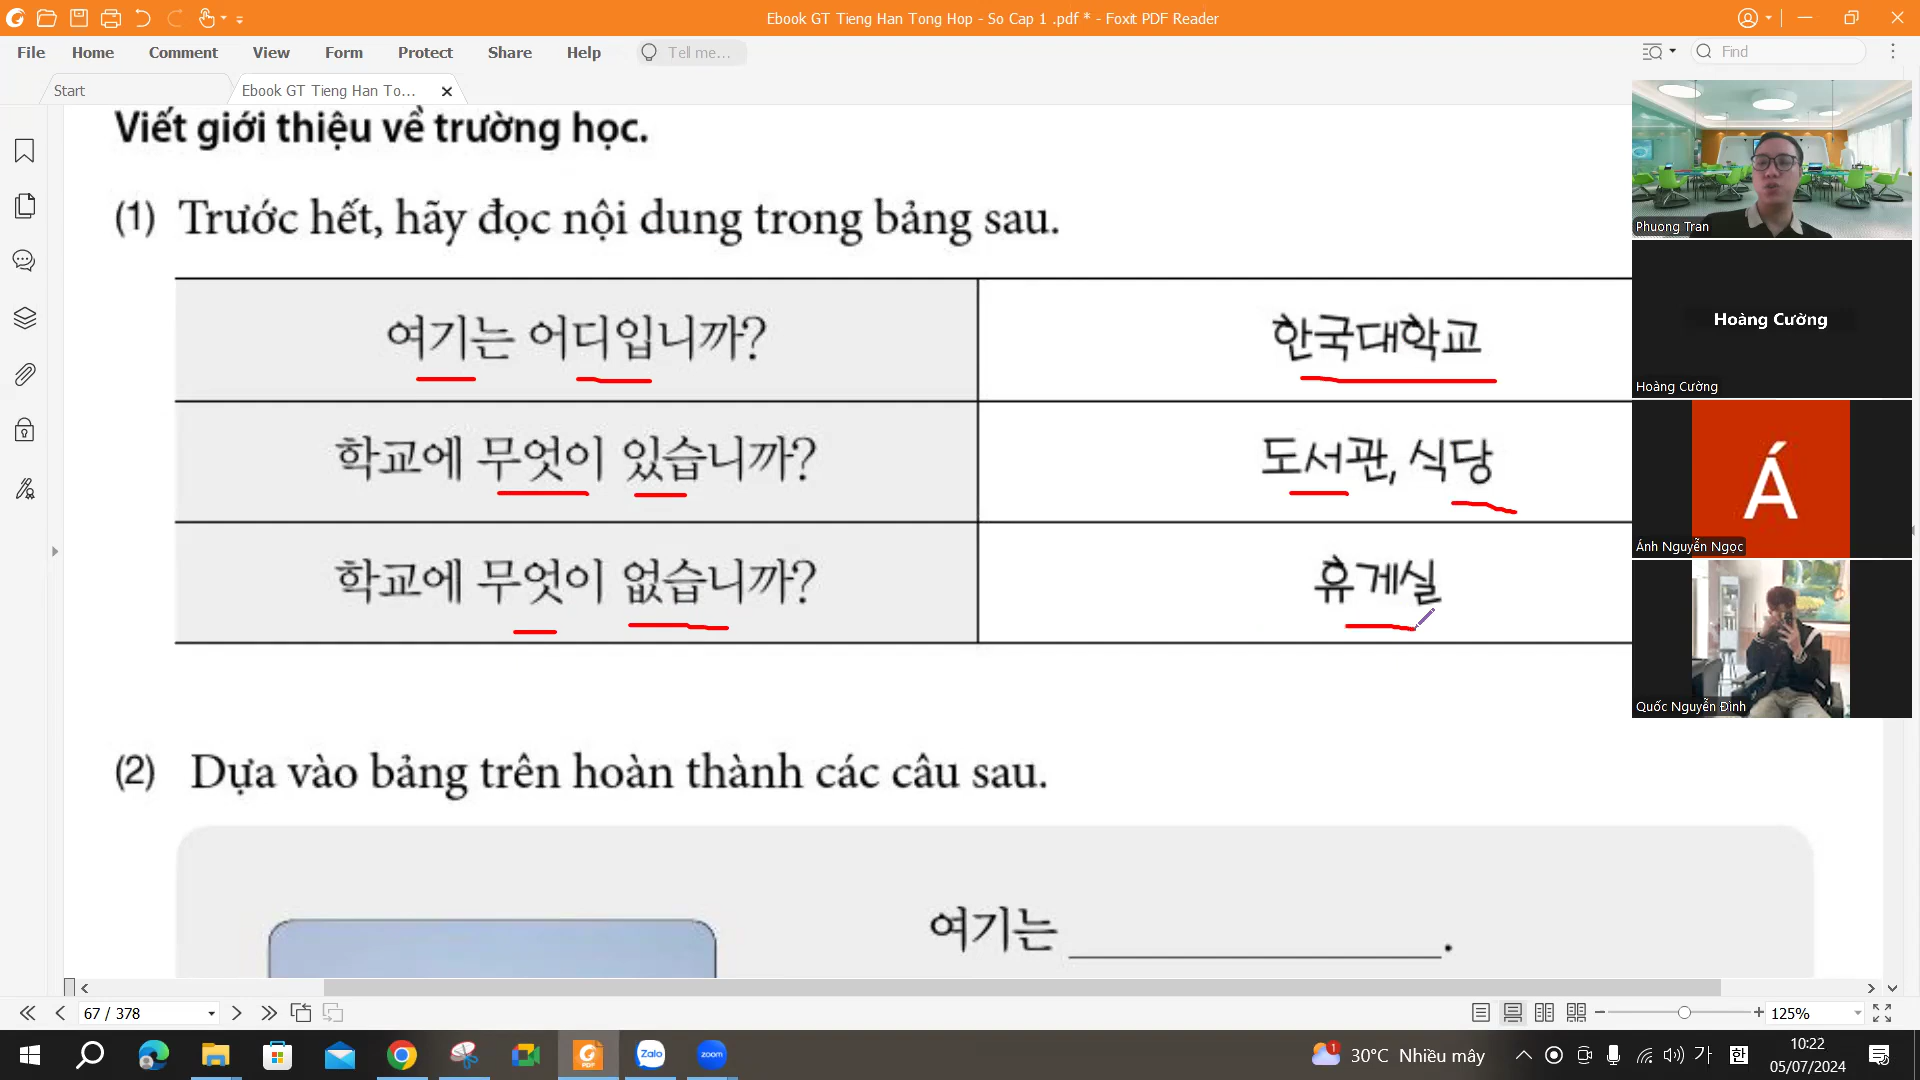 Ebook GT Tieng Han Tong Hop - So Cap 1 .pdf * - Foxit PDF Reader
File Home Comment View Form Protect Share Help Tell me... Find
Start Ebook GT Tieng Han To...
Viết giới thiệu về trường học.
(1) Trước hết, hãy đọc nội dung trong bảng sau.
여기는 어디입니까? 한국대학교
학교에 무엇이 있습니까? 도서관, 식당
학교에 무엇이 없습니까? 휴게실
(2) Dựa vào bảng trên hoàn thành các câu sau.
여기는 ______________.
Phuong Tran
Hoàng Cường
Hoàng Cường
Á
Ánh Nguyễn Ngọc
Quốc Nguyễn Đình
67 / 378
125%
PDF
Zalo
zoom
1
30°C Nhiều mây
가
한
10:22
05/07/2024